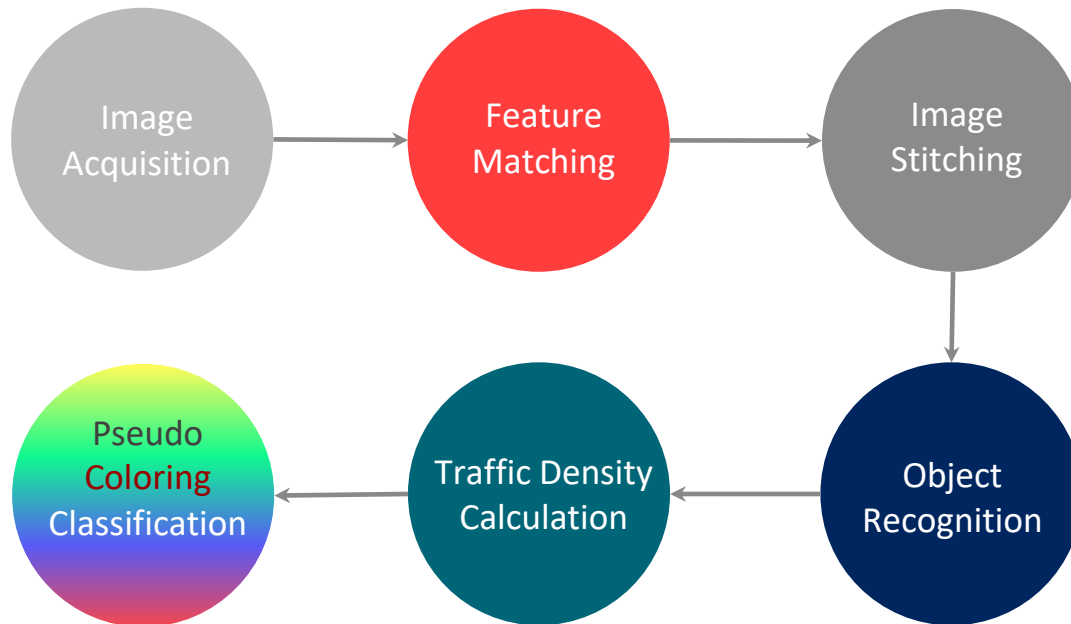 Image
Acquisition
Feature
Matching
Image
Stitching
Object
Recognition
Traffic Density
Calculation
Pseudo
Coloring
Classification